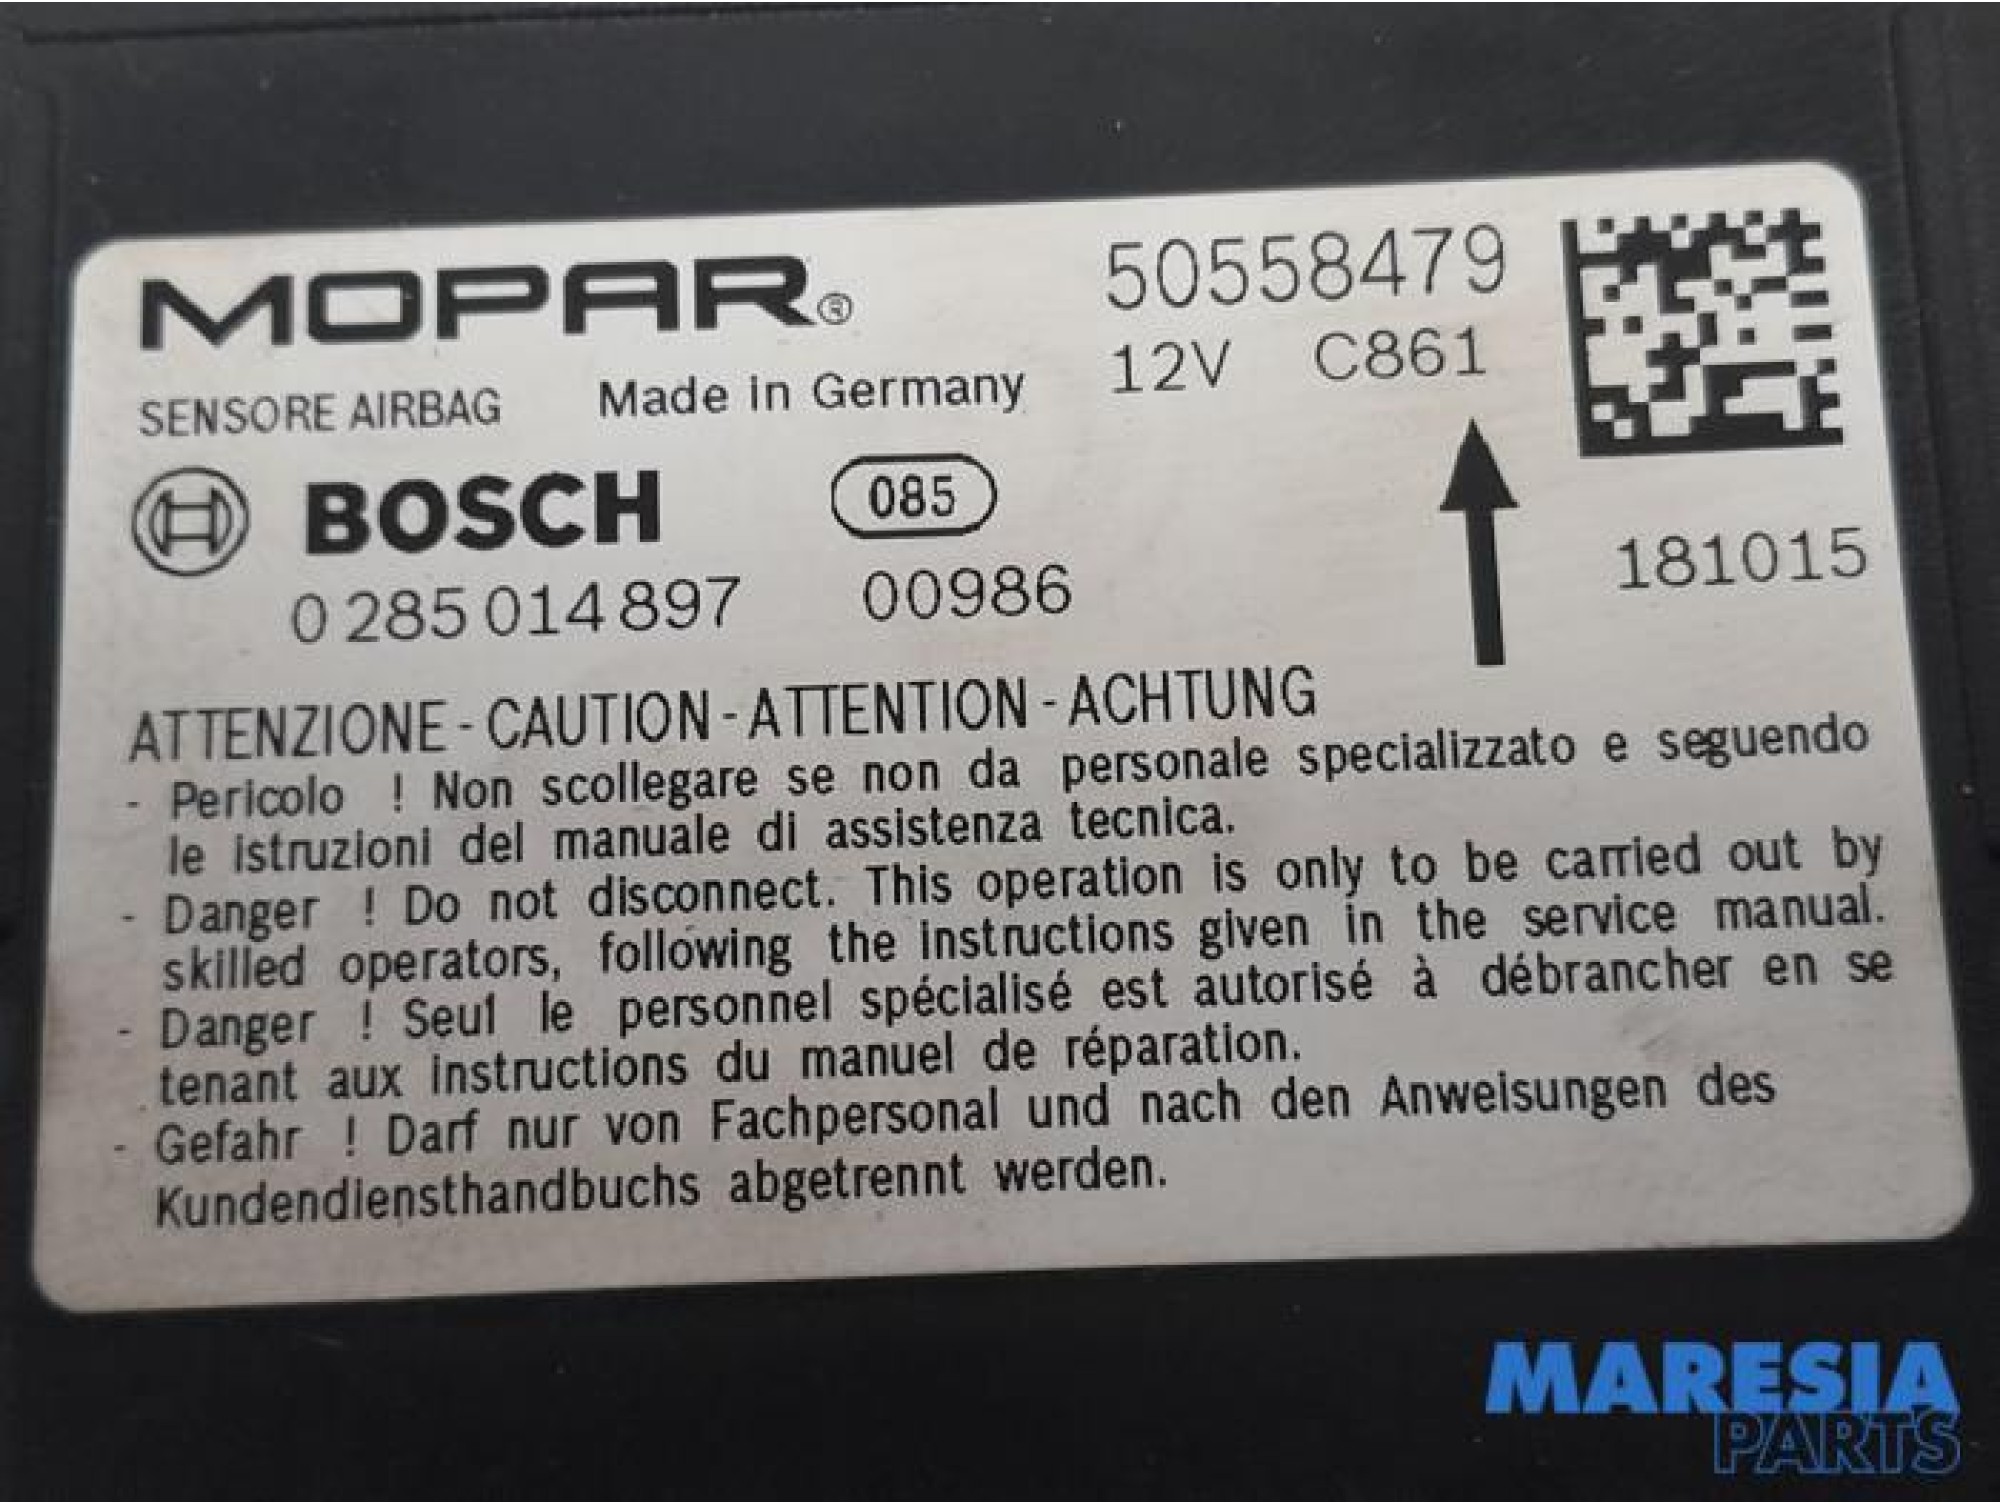 MOPAR®
50558479
SENSORE AIRBAG Made in Germany 12V C861
BOSCH 085
181015
0 285 014 897 00986
ATTENZIONE - CAUTION - ATTENTION - ACHTUNG
- Pericolo ! Non scollegare se non da personale specializzato e seguendo
le istruzioni del manuale di assistenza tecnica.
- Danger ! Do not disconnect. This operation is only to be carried out by
skilled operators, following the instructions given in the service manual.
- Danger ! Seul le personnel spécialisé est autorisé à débrancher en se
tenant aux instructions du manuel de réparation.
- Gefahr ! Darf nur von Fachpersonal und nach den Anweisungen des
Kundendiensthandbuchs abgetrennt werden.
MARESIA
PARTS